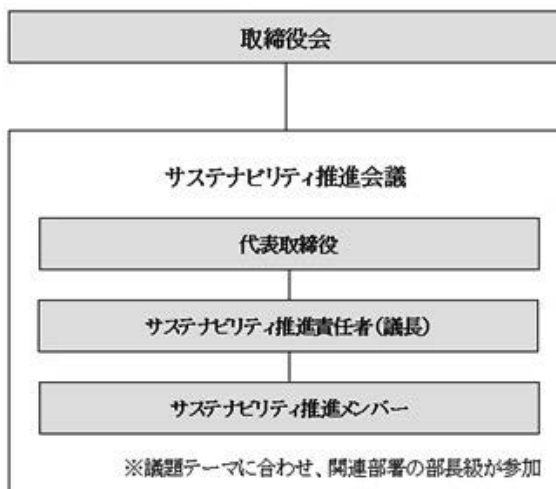 取締役会
サステナビリティ推進会議
代表取締役
サステナビリティ推進責任者(議長)
サステナビリティ推進メンバー
※議題テーマに合わせ、関連部署の部長級が参加